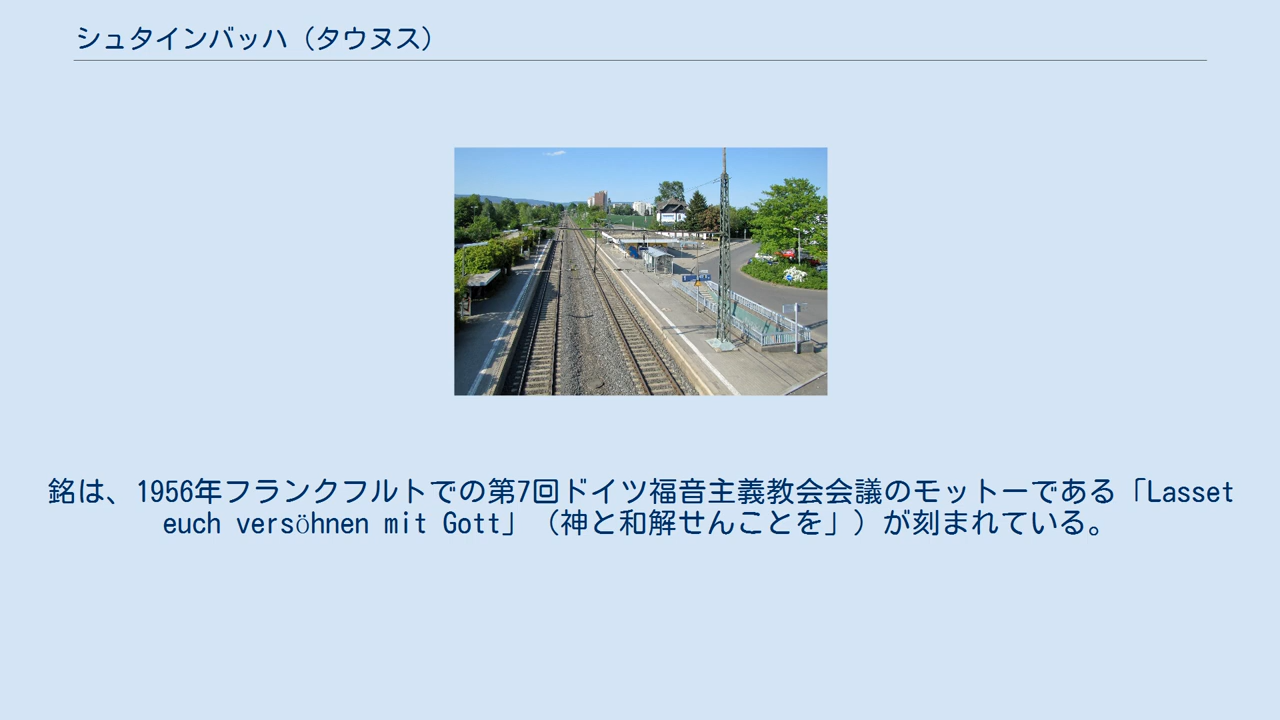 シュタインバッハ（タウヌス）
銘は、1956年フランクフルトでの第7回ドイツ福音主義教会会議のモットーである「Lasset
euch versöhnen mit Gott」（神と和解せんことを」）が刻まれている。